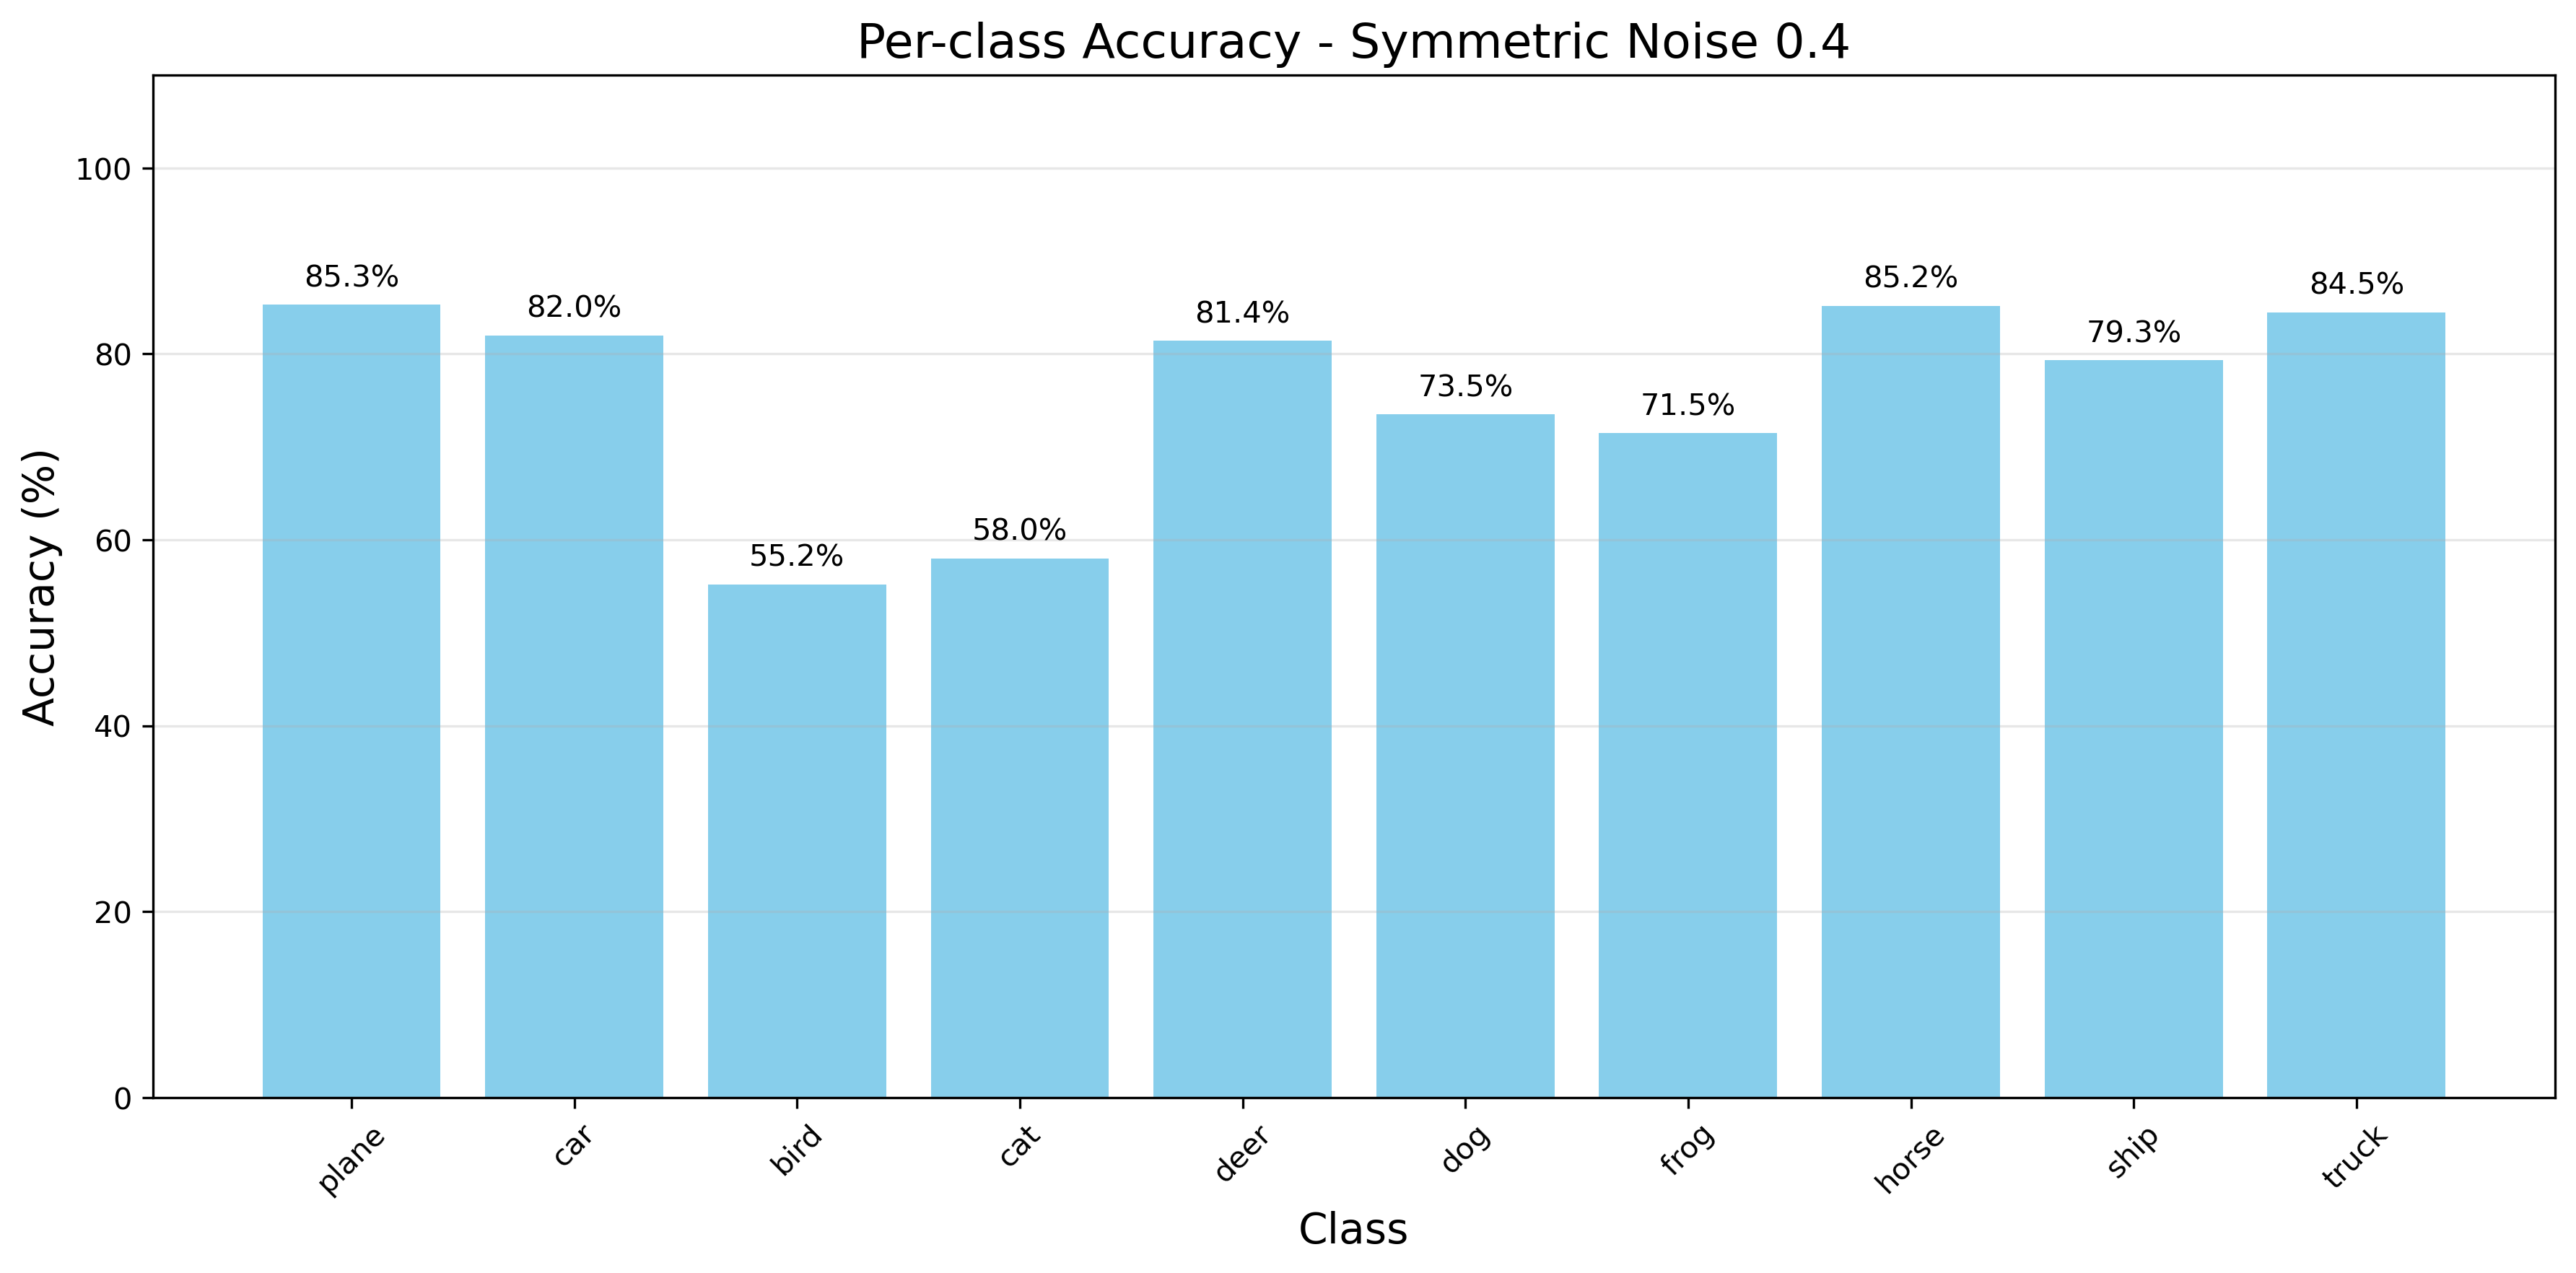 Per-class Accuracy - Symmetric Noise 0.4
Accuracy (%)
100
80
60
40
20
0
85.3%
82.0%
55.2%
58.0%
81.4%
73.5%
71.5%
85.2%
79.3%
84.5%
plane
car
bird
cat
deer
dog
frog
horse
ship
truck
Class